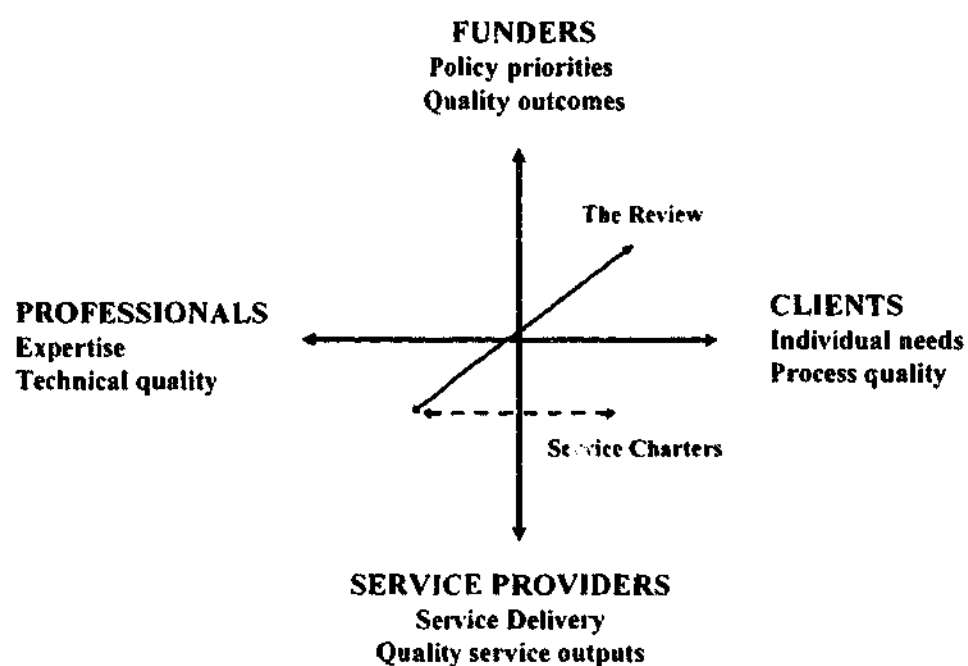 FUNDERS
Policy priorities
Quality outcomes
The Review
PROFESSIONALS
Expertise
Technical quality
CLIENTS
Individual needs
Process quality
Service Charters
SERVICE PROVIDERS
Service Delivery
Quality service outputs